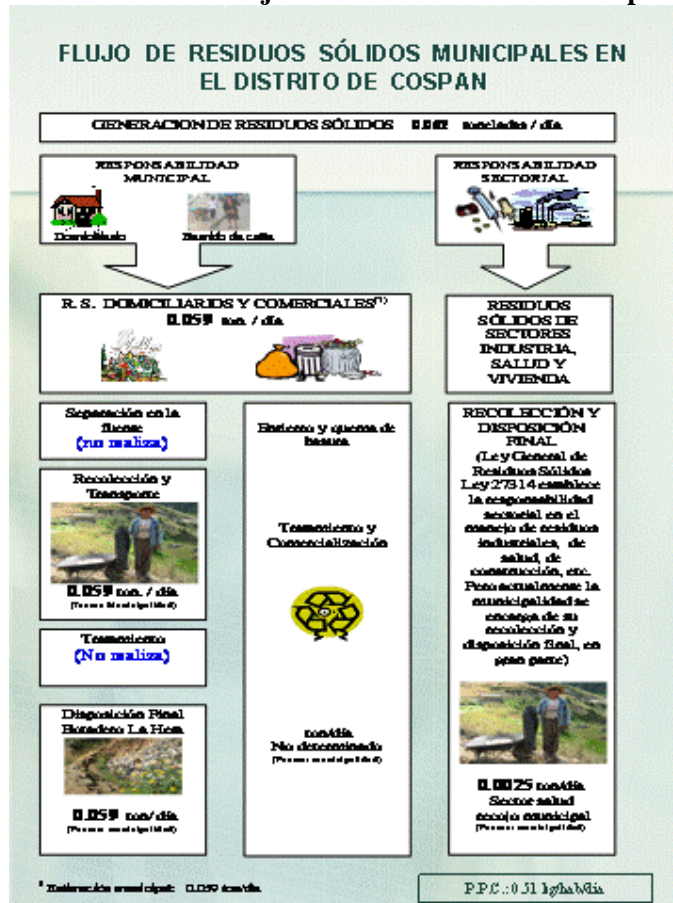 FLUJO DE RESIDUOS SÓLIDOS MUNICIPALES EN
EL DISTRITO DE COSPAN
GENERACION DE RESIDUOS SÓLIDOS toneladas / día
RESPONSABILIDAD
MUNICIPAL
Domiciliario Barrido de calles
RESPONSABILIDAD
SECTORIAL
R. S. DOMICILIARIOS Y COMERCIALES(1)
0.059 ton. / día
RESIDUOS
SÓLIDOS DE
SECTORES
INDUSTRIA,
SALUD Y
VIVIENDA
Separación en la
fuente
(no realiza)
Recolección y
Transporte
0.059 ton. / día
Tratamiento
(No realiza)
Disposición Final
Botadero La
0.059 ton/ día
Entierro y quema de
basura
Tratamiento y
Comercialización
ton/día
No determinado
RECOLECCIÓN Y
DISPOSICIÓN
FINAL
(Ley General de
Residuos Sólidos
Ley 27314 establece
la responsabilidad
sectorial en el
manejo de residuos
industriales, de
salud, de
construcción, etc.
Pero actualmente la
municipalidad se
encarga de su
recolección y
disposición final, en
gran parte)
0.0025 ton/día
Sector salud
recojo municipal
Estimación municipal: 0.059 ton/día
P.P.C.: 0.51 kg/hab/día